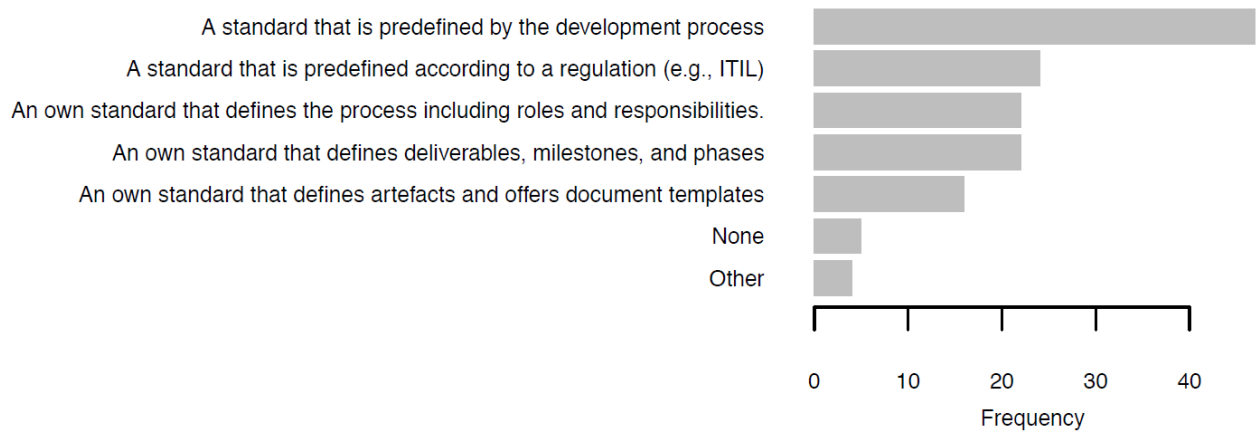 A standard that is predefined by the development process
A standard that is predefined according to a regulation (e.g., ITIL)
An own standard that defines the process including roles and responsibilities.
An own standard that defines deliverables, milestones, and phases
An own standard that defines artefacts and offers document templates
None
Other
0 10 20 30 40
Frequency